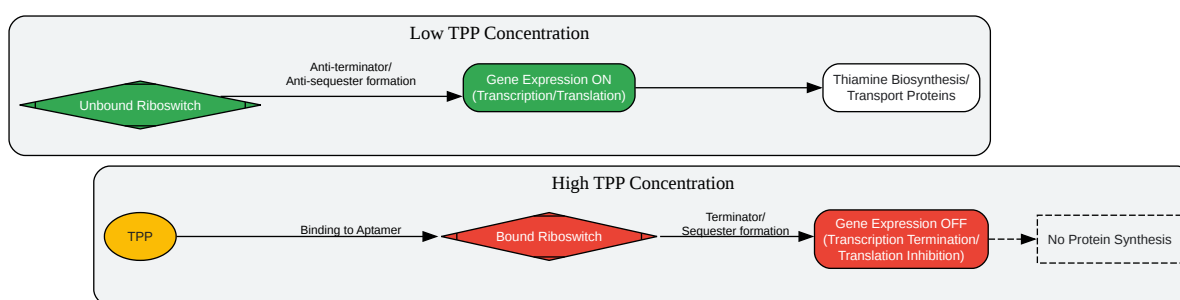 Low TPP Concentration
Unbound Riboswitch
Anti-terminator/
Anti-sequester formation
Gene Expression ON
(Transcription/Translation)
Thiamine Biosynthesis/
Transport Proteins
High TPP Concentration
TPP
Binding to Aptamer
Bound Riboswitch
Terminator/
Sequester formation
Gene Expression OFF
(Transcription Termination/
Translation Inhibition)
No Protein Synthesis